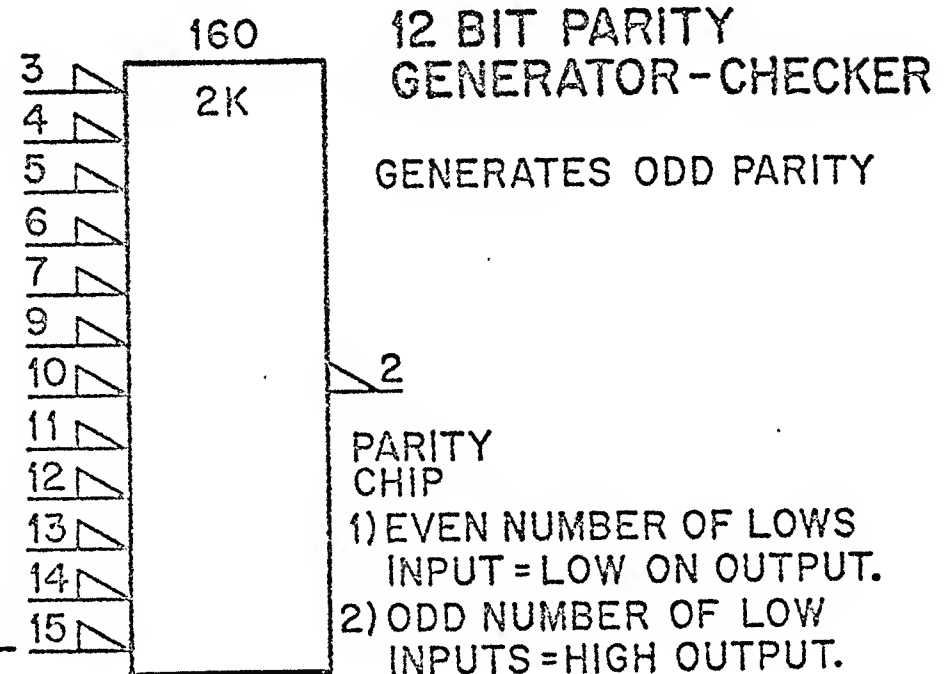 160
12 BIT PARITY
GENERATOR-CHECKER
2K
GENERATES ODD PARITY
3
4
5
6
7
9
10
11
12
13
14
15
2
PARITY
CHIP
1) EVEN NUMBER OF LOWS
INPUT = LOW ON OUTPUT.
2) ODD NUMBER OF LOW
INPUTS = HIGH OUTPUT.